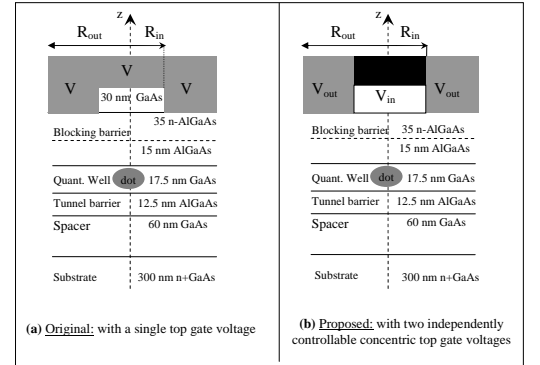 z
R_out R_in
V
V V
30 nm GaAs
35 n-AlGaAs
Blocking barrier
15 nm AlGaAs
Quant. Well dot 17.5 nm GaAs
Tunnel barrier 12.5 nm AlGaAs
Spacer 60 nm GaAs
Substrate 300 nm n+GaAs
(a) Original: with a single top gate voltage
z
R_out R_in
V_out V_in V_out
Blocking barrier 35 n-AlGaAs
15 nm AlGaAs
Quant. Well dot 17.5 nm GaAs
Tunnel barrier 12.5 nm AlGaAs
Spacer 60 nm GaAs
Substrate 300 nm n+GaAs
(b) Proposed: with two independently
controllable concentric top gate voltages